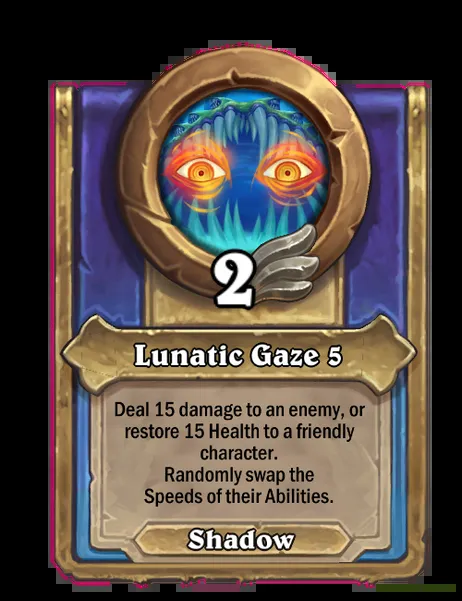 2
Lunatic Gaze 5
Deal 15 damage to an enemy, or
restore 15 Health to a friendly
character.
Randomly swap the
Speeds of their Abilities.
Shadow